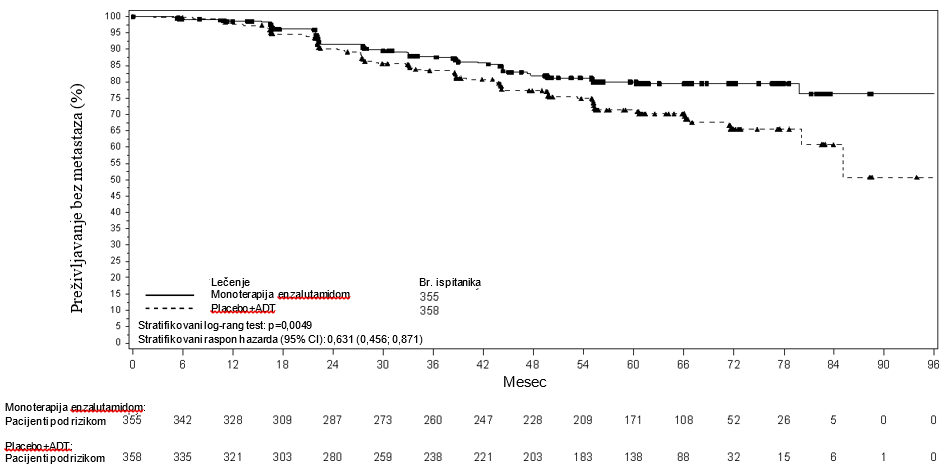 Preživljavanje bez metastaza (%)
100
95
90
85
80
75
70
65
60
55
50
45
40
35
30
25
20
15
10
5
0
Lečenje Br. ispitanika
Monoterapija enzalutamidom 355
Placebo+ADT 358
Stratifikovani log-rang test: p=0,0049
Stratifikovani raspon hazarda (95% CI): 0,631 (0,456; 0,871)
0 6 12 18 24 30 36 42 48 54 60 66 72 78 84 90 96
Mesec
Monoterapija enzalutamidom:
Pacijenti pod rizikom 355 342 328 309 287 273 260 247 228 209 171 108 52 26 5 0 0
Placebo+ADT:
Pacijenti pod rizikom 358 335 321 303 280 259 238 221 203 183 138 88 32 15 6 1 0